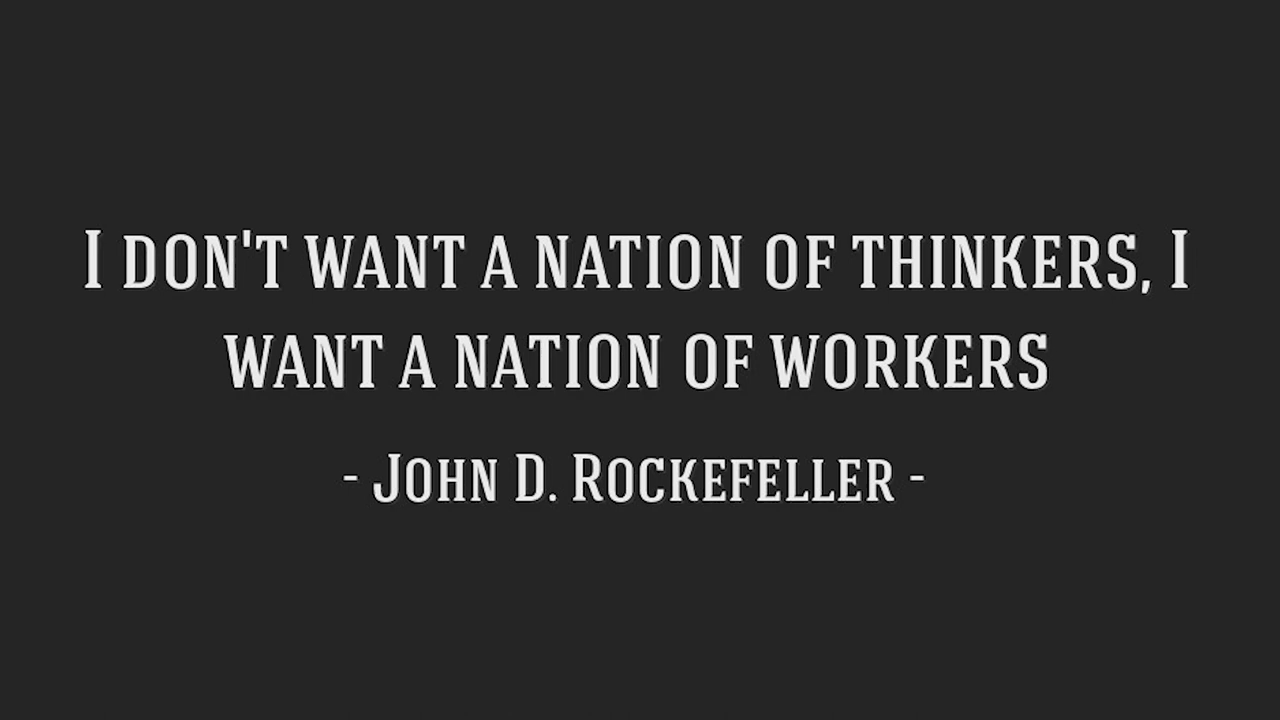 I DON'T WANT A NATION OF THINKERS, I
WANT A NATION OF WORKERS
- JOHN D. ROCKEFELLER -